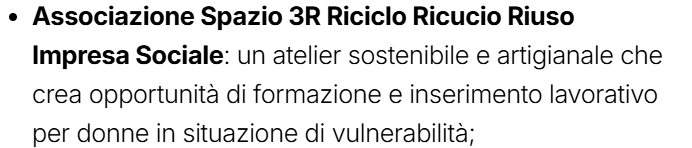 • Associazione Spazio 3R Riciclo Ricucio Riuso
Impresa Sociale: un atelier sostenibile e artigianale che
crea opportunità di formazione e inserimento lavorativo
per donne in situazione di vulnerabilità;